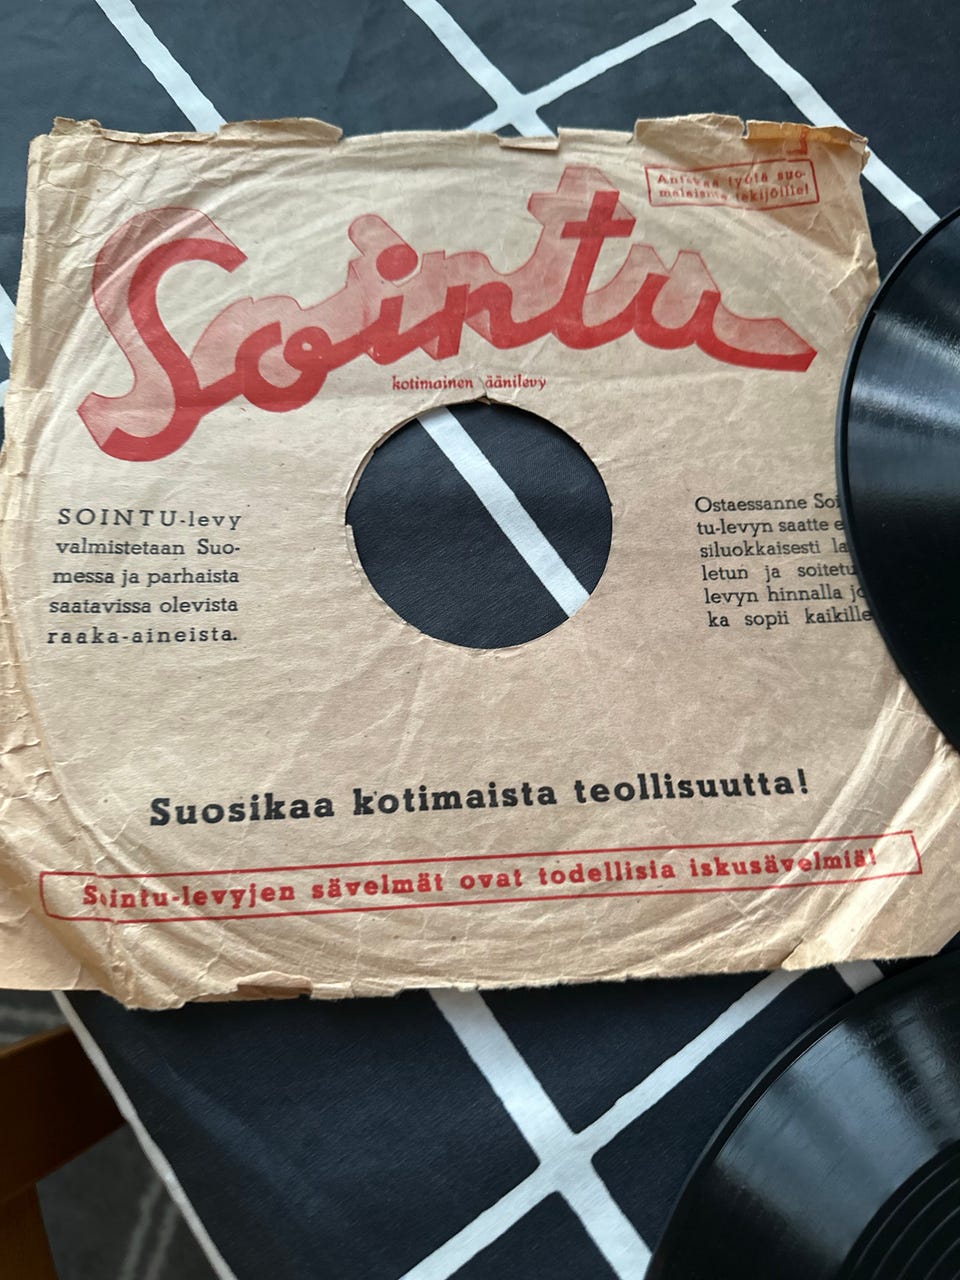 Antakaa työtä suo-
malaisille tekijöille!
Sointu
kotimainen äänilevy
SOINTU-levy
valmistetaan Suo-
messa ja parhaista
saatavissa olevista
raaka-aineista.
Ostaessanne Soi
tu-levyn saatte e
siluokkaisesti la
letun ja soitetu
levyn hinnalla jo
ka sopii kaikille
Suosikaa kotimaista teollisuutta!
Sointu-levyjen sävelmät ovat todellisia iskusävelmiä!